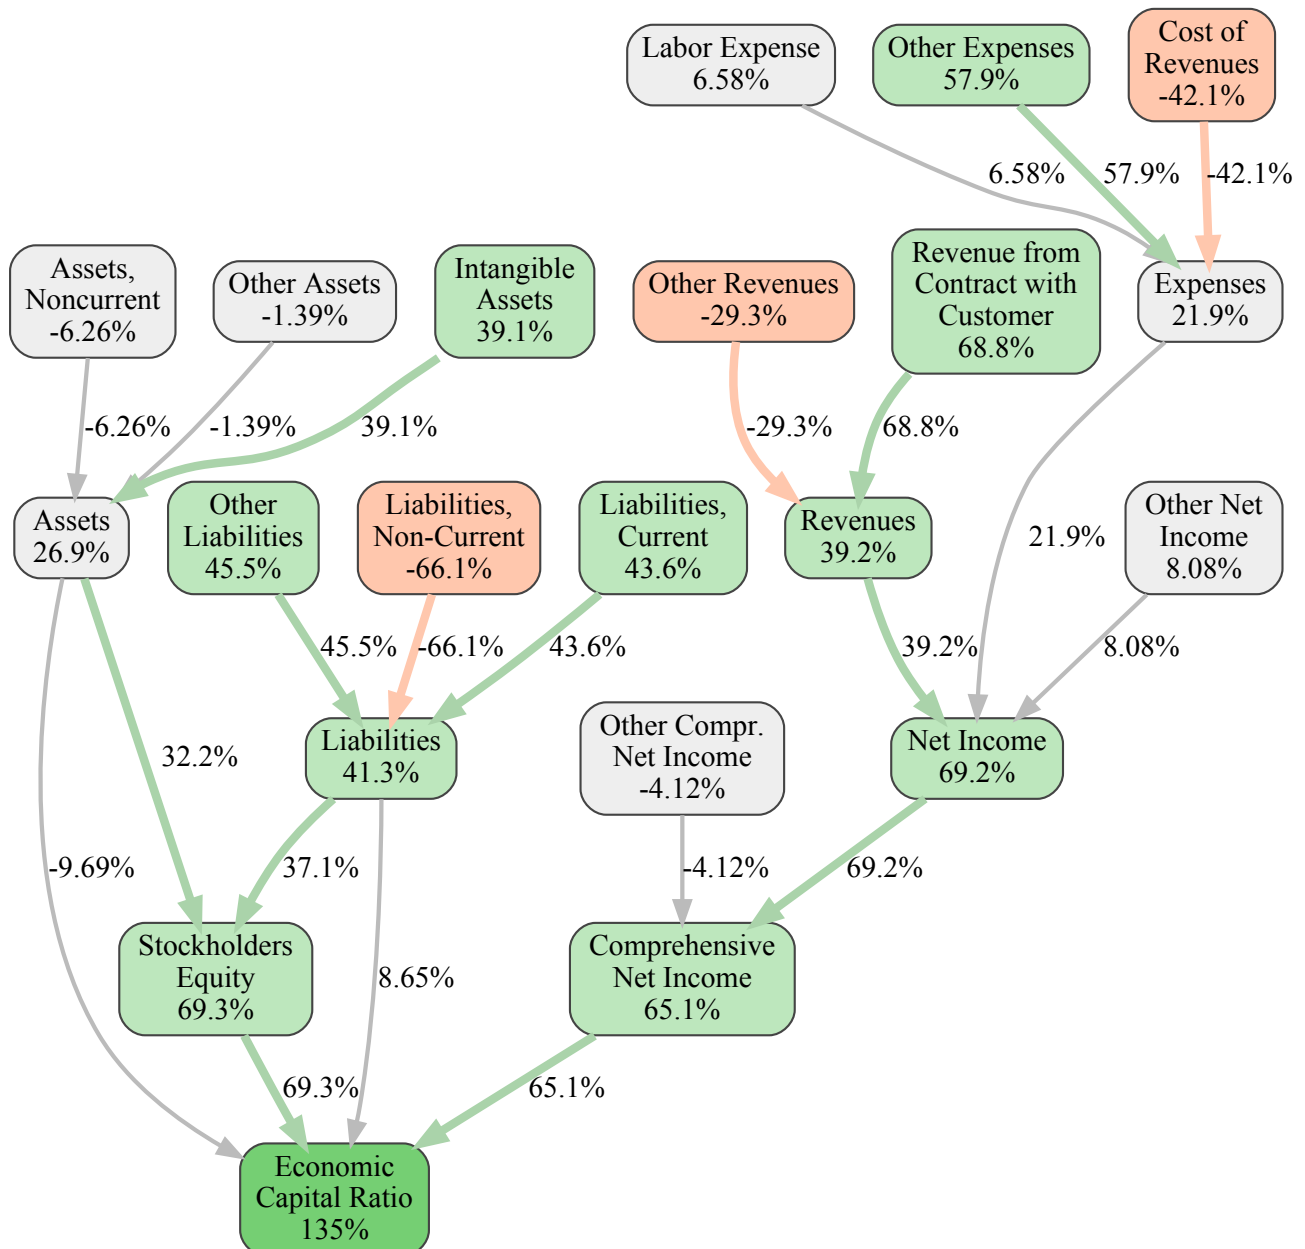 Labor Expense
6.58%
Other Expenses
57.9%
Cost of
Revenues
-42.1%
6.58%
57.9%
-42.1%
Assets,
Noncurrent
-6.26%
Other Assets
-1.39%
Intangible
Assets
39.1%
Other Revenues
-29.3%
Revenue from
Contract with
Customer
68.8%
Expenses
21.9%
-6.26%
-1.39%
39.1%
-29.3%
68.8%
Assets
26.9%
Other
Liabilities
45.5%
Liabilities,
Non-Current
-66.1%
Liabilities,
Current
43.6%
Revenues
39.2%
21.9%
Other Net
Income
8.08%
45.5%
-66.1%
43.6%
39.2%
8.08%
32.2%
Liabilities
41.3%
Other Compr.
Net Income
-4.12%
Net Income
69.2%
-9.69%
37.1%
-4.12%
69.2%
Stockholders
Equity
69.3%
8.65%
Comprehensive
Net Income
65.1%
69.3%
65.1%
Economic
Capital Ratio
135%